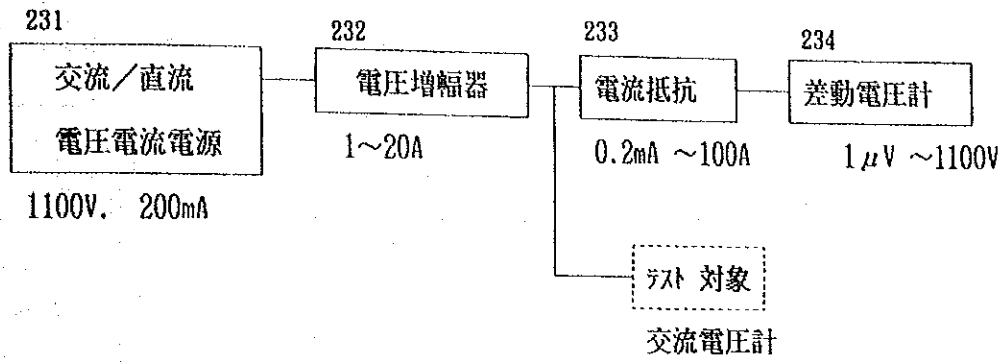 231
交流／直流
電圧電流電源
1100V. 200mA
232
電圧増幅器
1～20A
233
電流抵抗
0.2mA ～100A
234
差動電圧計
1μV ～1100V
テスト 対象
交流電圧計